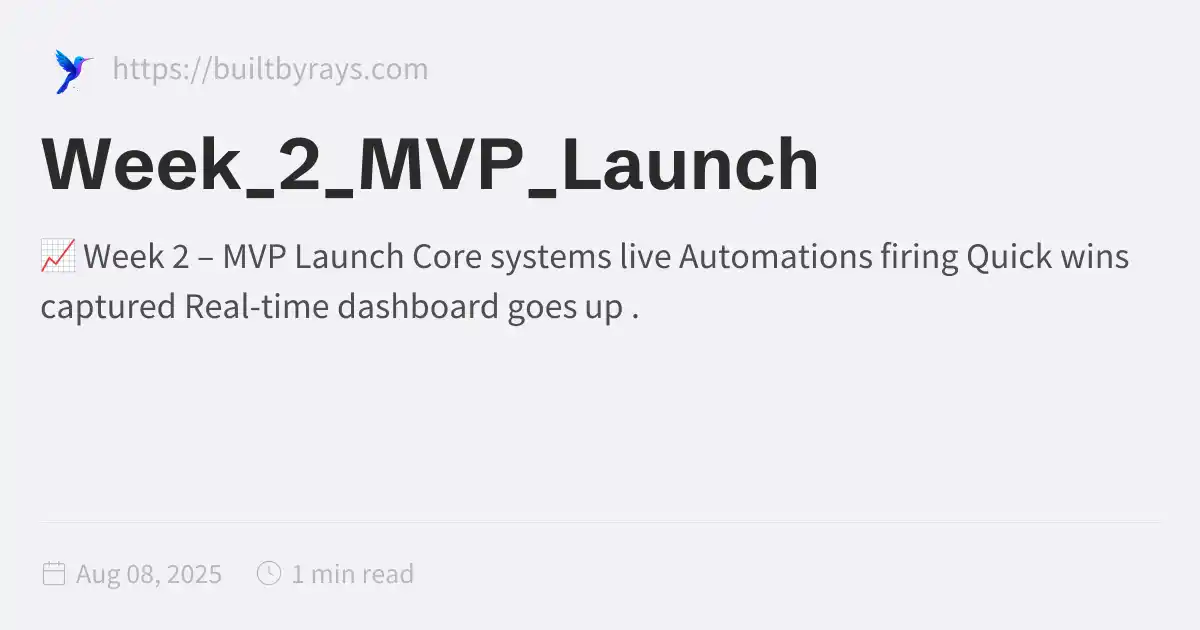 https://builtbyrays.com
Week_2_MVP_Launch
📈 Week 2 – MVP Launch Core systems live Automations firing Quick wins
captured Real-time dashboard goes up .
Aug 08, 2025 1 min read